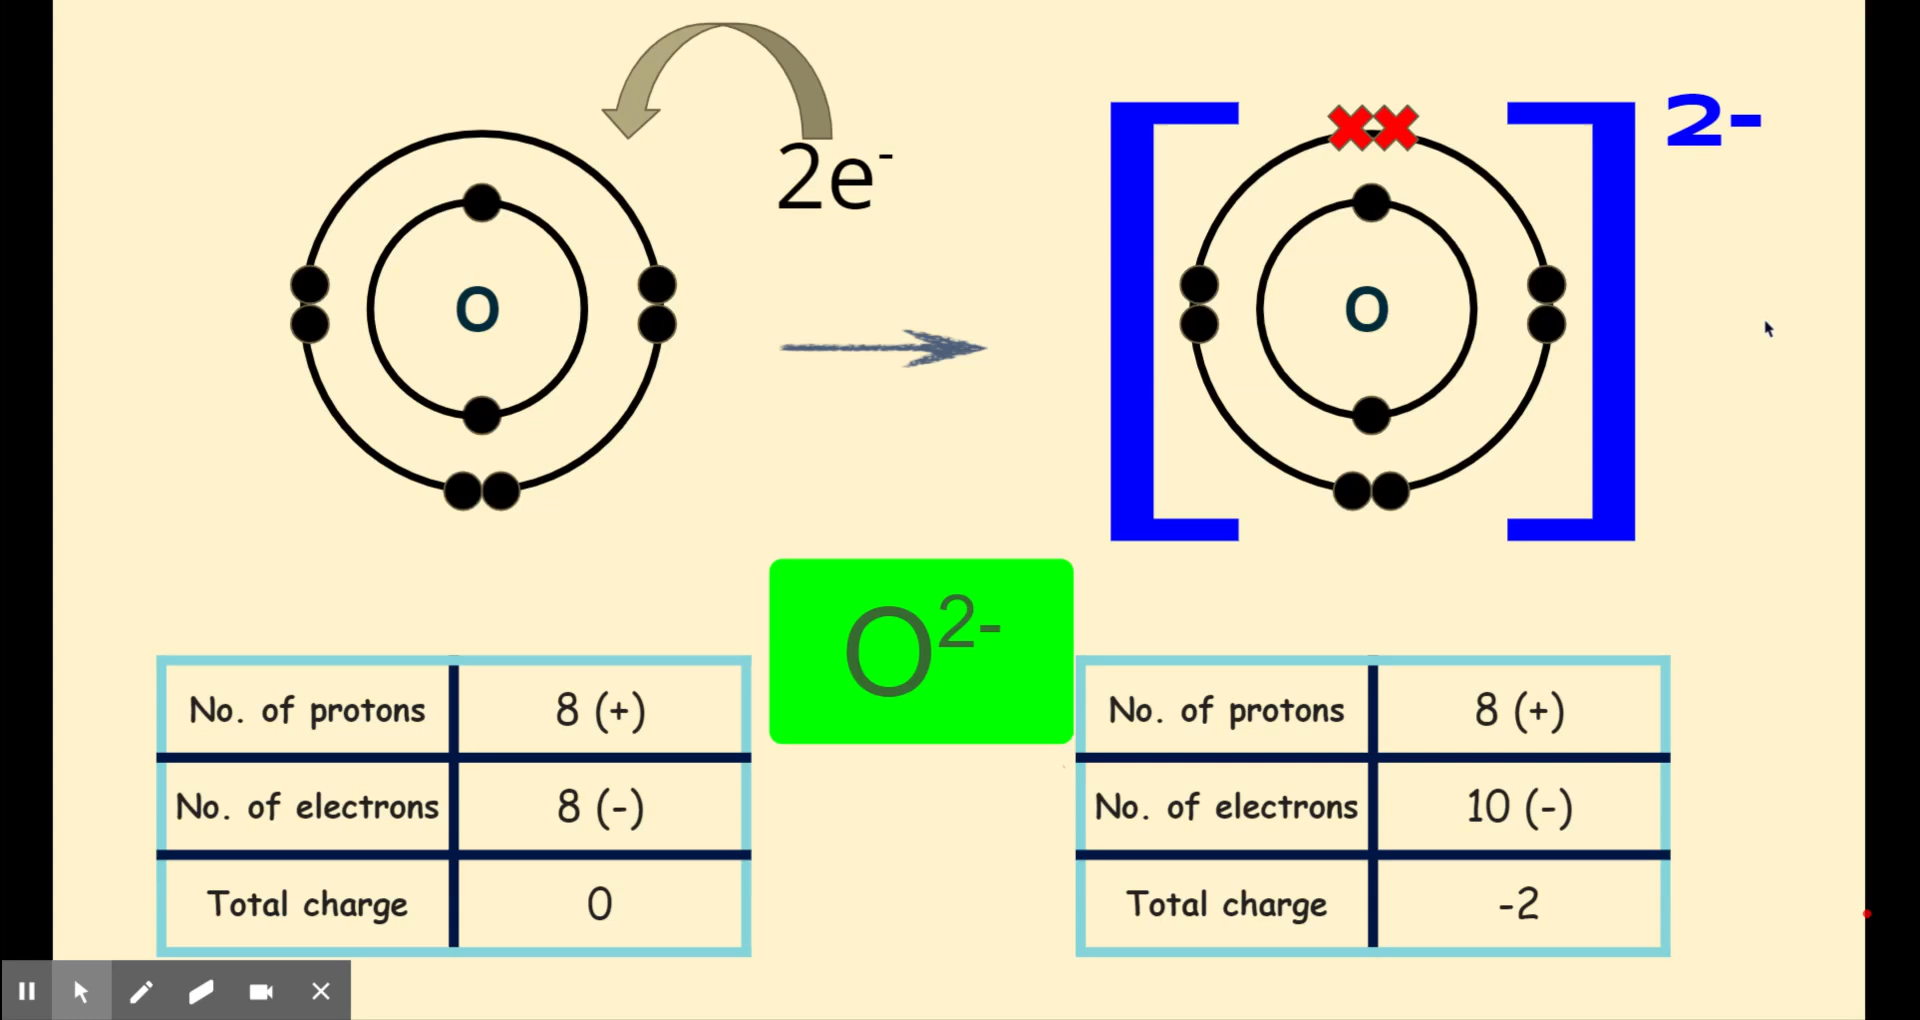 2-
2e-
O
O
O2-
No. of protons 8 (+)
No. of electrons 8 (-)
Total charge 0
No. of protons 8 (+)
No. of electrons 10 (-)
Total charge -2